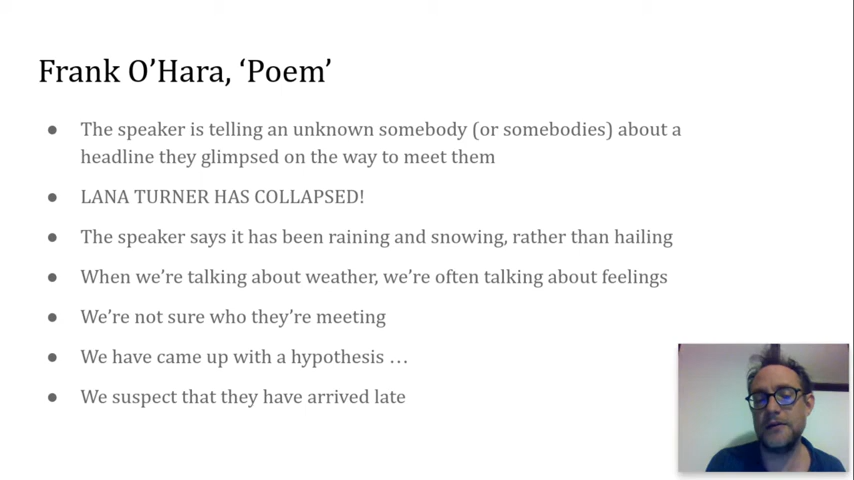 Frank O’Hara, ‘Poem’
● The speaker is telling an unknown somebody (or somebodies) about a
headline they glimpsed on the way to meet them
● LANA TURNER HAS COLLAPSED!
● The speaker says it has been raining and snowing, rather than hailing
● When we’re talking about weather, we’re often talking about feelings
● We’re not sure who they’re meeting
● We have came up with a hypothesis …
● We suspect that they have arrived late